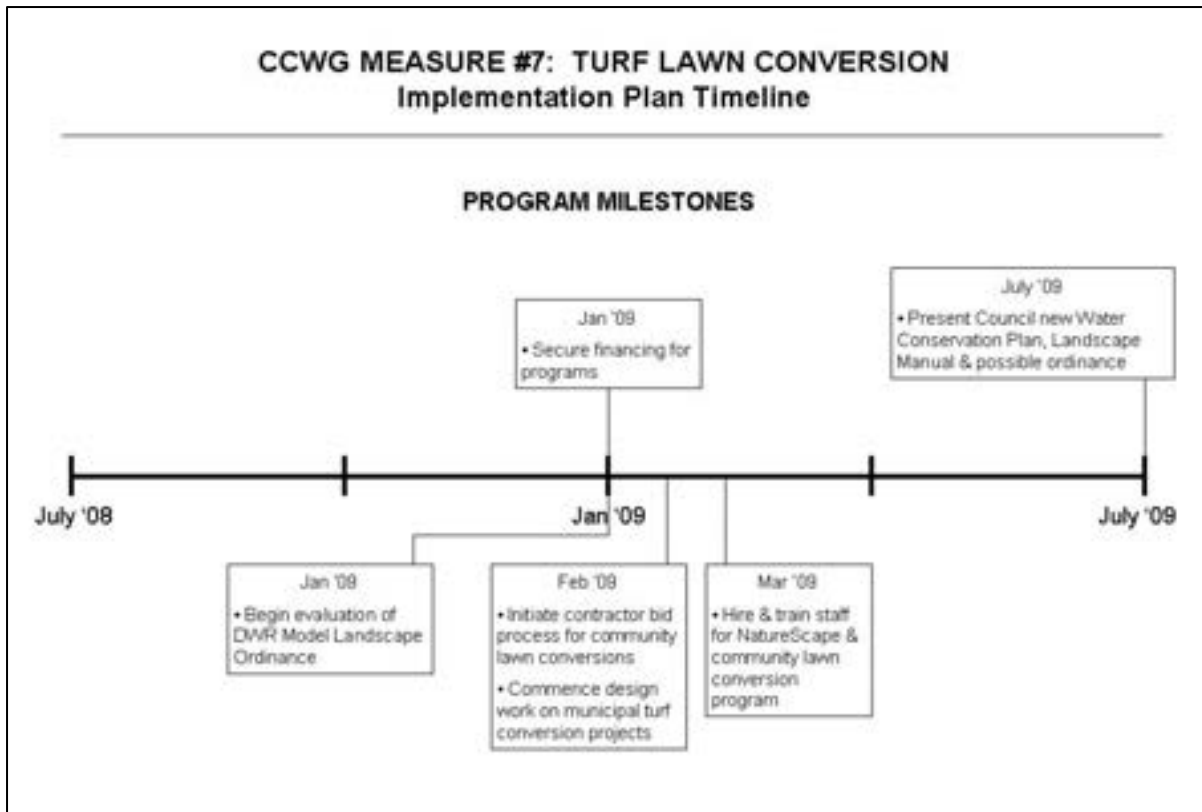 CCWG MEASURE #7: TURF LAWN CONVERSION
Implementation Plan Timeline
PROGRAM MILESTONES
July '09
• Present Council new Water
Conservation Plan, Landscape
Manual & possible ordinance
Jan '09
• Secure financing for
programs
July '08
Jan '09
July '09
Jan '09
• Begin evaluation of
DWR Model Landscape
Ordinance
Feb '09
• Initiate contractor bid
process for community
lawn conversions
• Commence design
work on municipal turf
conversion projects
Mar '09
• Hire & train staff
for NatureScape &
community lawn
conversion
program